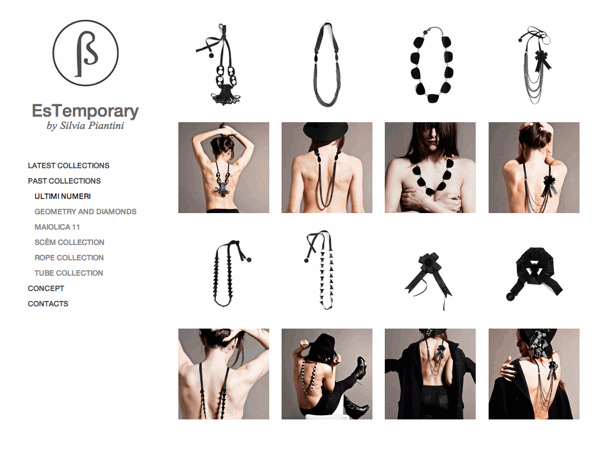 ß
EsTemporary
by Silvia Piantini
LATEST COLLECTIONS
PAST COLLECTIONS
ULTIMI NUMERI
GEOMETRY AND DIAMONDS
MAIOLICA 11
SCÈM COLLECTION
ROPE COLLECTION
TUBE COLLECTION
CONCEPT
CONTACTS